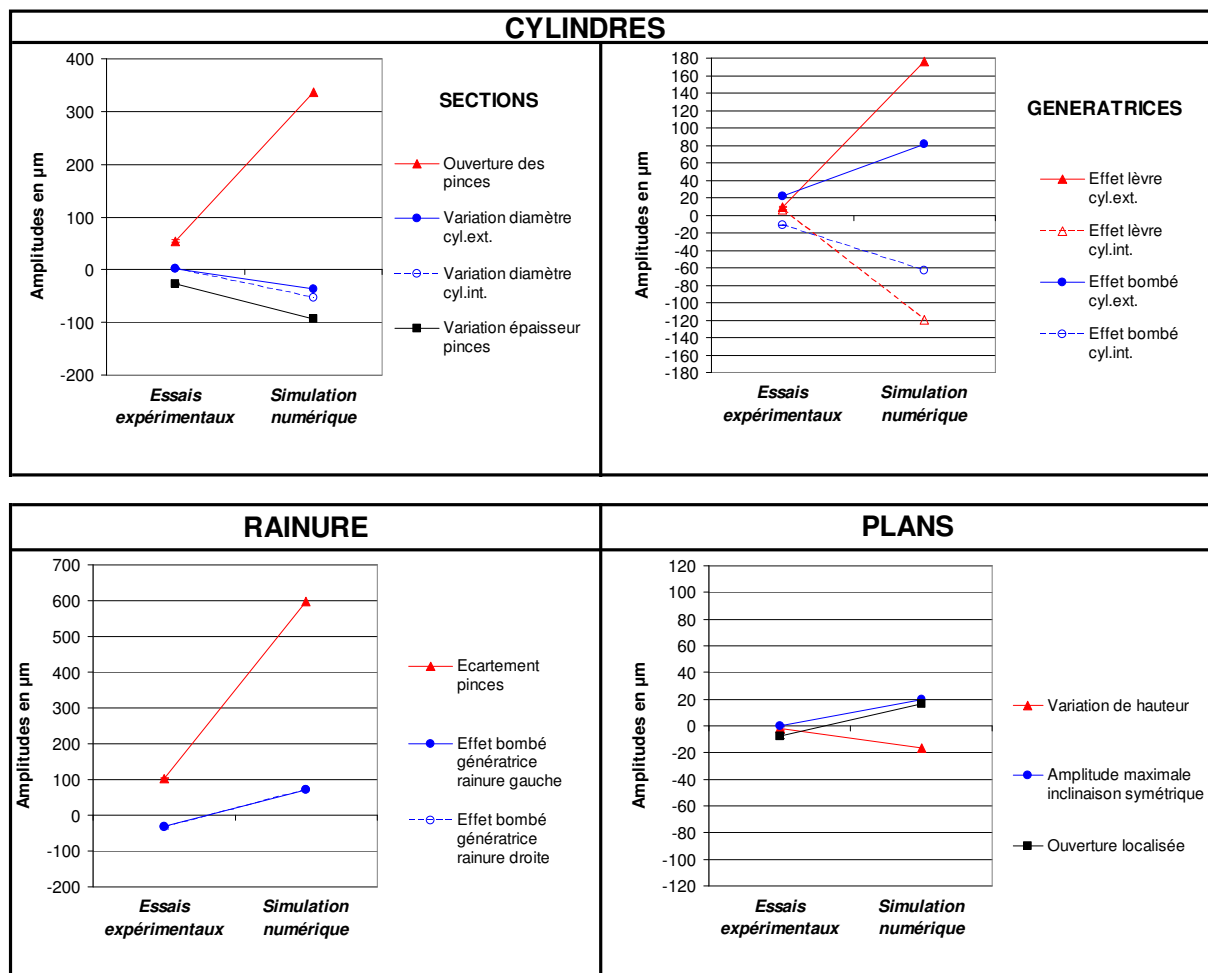 CYLINDRES
400
300
200
100
0
-100
-200
Amplitudes en µm
Essais
expérimentaux
Simulation
numérique
SECTIONS
Ouverture des
pinces
Variation diamètre
cyl.ext.
Variation diamètre
cyl.int.
Variation épaisseur
pinces
180
160
140
120
100
80
60
40
20
0
-20
-40
-60
-80
-100
-120
-140
-160
-180
Amplitudes en µm
Essais
expérimentaux
Simulation
numérique
GENERATRICES
Effet lèvre
cyl.ext.
Effet lèvre
cyl.int.
Effet bombé
cyl.ext.
Effet bombé
cyl.int.
RAINURE
700
600
500
400
300
200
100
0
-100
-200
Amplitudes en µm
Essais
expérimentaux
Simulation
numérique
Ecartement
pinces
Effet bombé
génératrice
rainure gauche
Effet bombé
génératrice
rainure droite
PLANS
120
100
80
60
40
20
0
-20
-40
-60
-80
-100
-120
Amplitudes en µm
Essais
expérimentaux
Simulation
numérique
Variation de hauteur
Amplitude maximale
inclinaison symétrique
Ouverture localisée